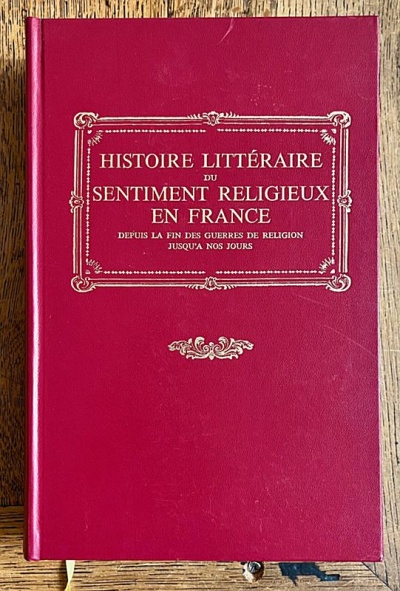 HISTOIRE LITTÉRAIRE
DU
SENTIMENT RELIGIEUX
EN FRANCE
DEPUIS LA FIN DES GUERRES DE RELIGION
JUSQU'A NOS JOURS